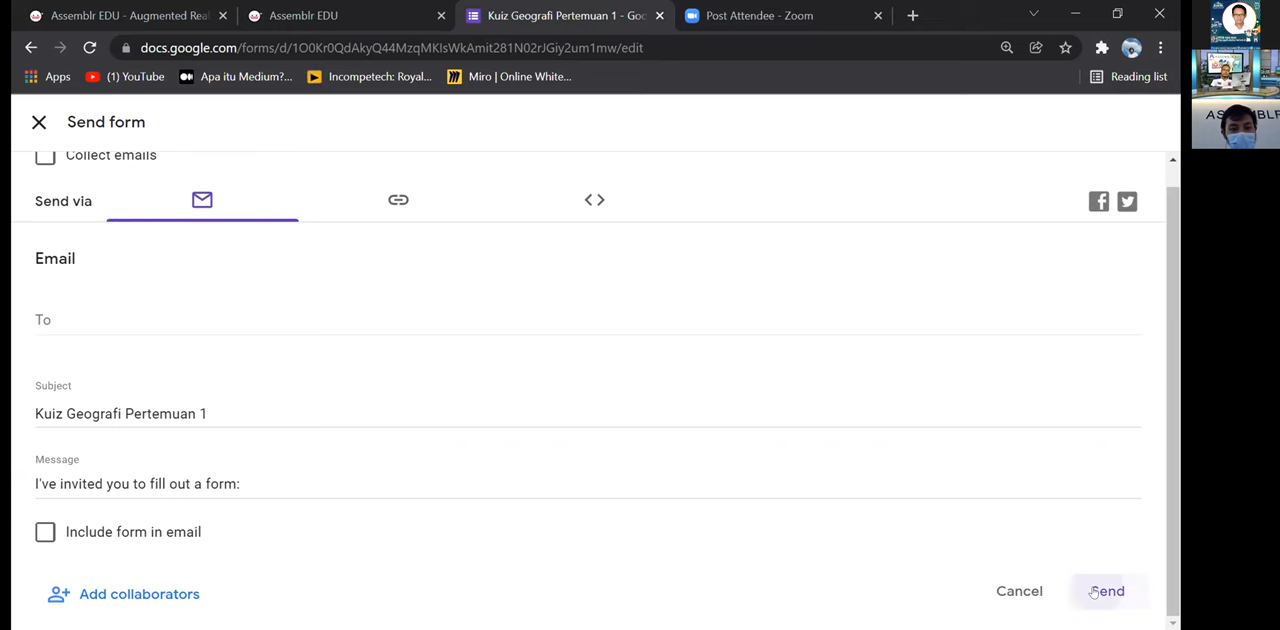 Assemblr EDU - Augmented Real
Assemblr EDU
Kuiz Geografi Pertemuan 1 - Goo
Post Attendee - Zoom
docs.google.com/forms/d/1O0Kr0QdAkyQ44MzqMKlsWkAmit281N02rJGiy2um1mw/edit
Apps
(1) YouTube
Apa itu Medium?...
Incompetech: Royal...
Miro | Online White...
Reading list
Send form
Collect emails
Send via
Email
To
Subject
Kuiz Geografi Pertemuan 1
Message
I've invited you to fill out a form:
Include form in email
Add collaborators
Cancel
Send